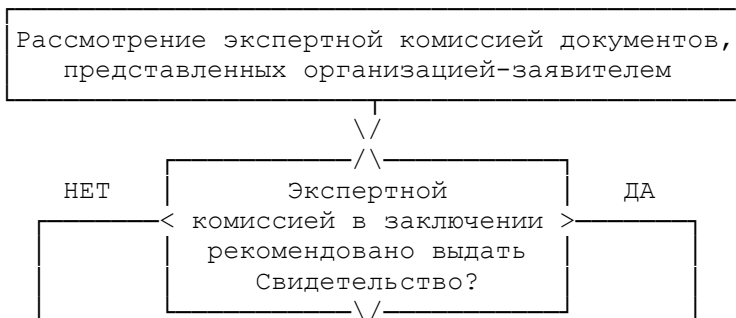 Рассмотрение экспертной комиссией документов,
представленных организацией-заявителем
НЕТ
Экспертной
ДА
комиссией в заключении
рекомендовано выдать
Свидетельство?